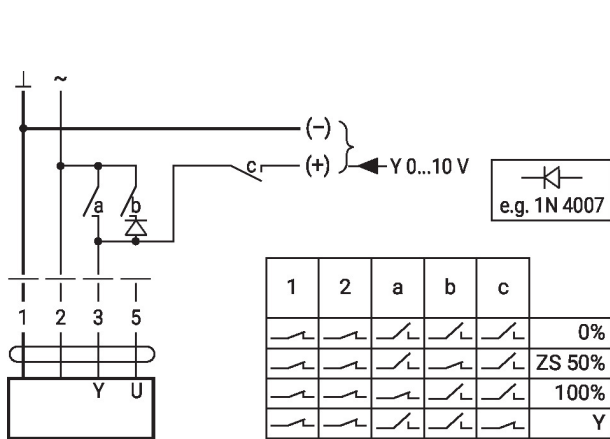 ~
(–)
c (+) Y 0...10 V
a b
e.g. 1N 4007
1 2 3 5
Y U
1 2 a b c
0%
ZS 50%
100%
Y